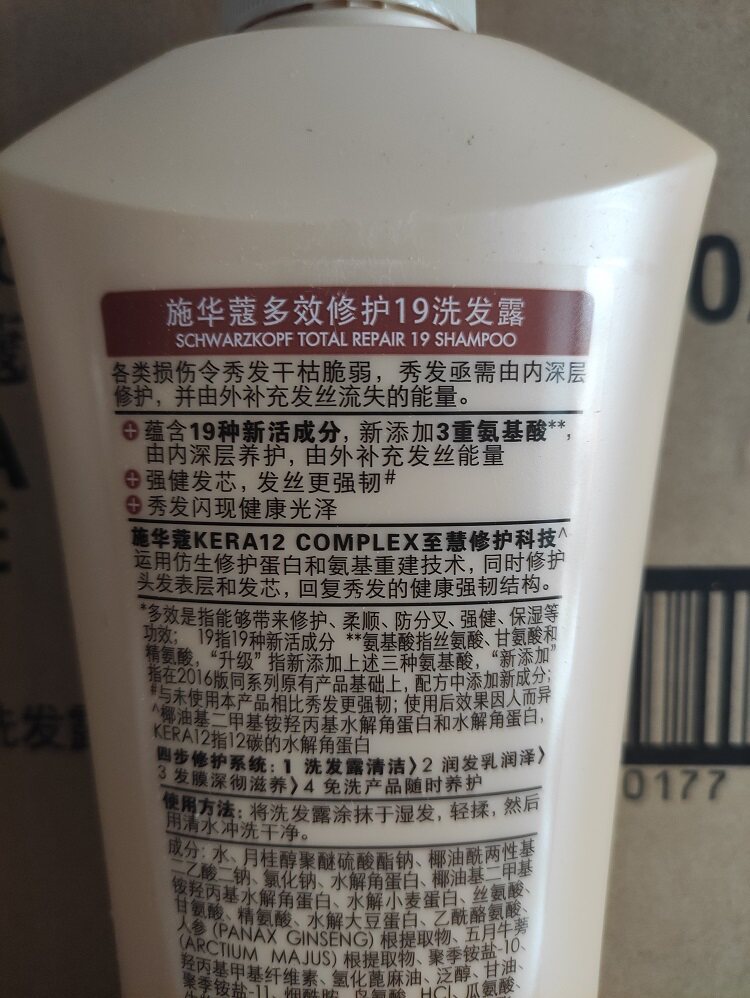 施华蔻多效修护19洗发露
SCHWARZKOPF TOTAL REPAIR 19 SHAMPOO
各类损伤令秀发干枯脆弱，秀发亟需由内深层
修护，并由外补充发丝流失的能量。
蕴含19种新活成分，新添加3重氨基酸**，
由内深层养护，由外补充发丝能量
强健发芯，发丝更强韧#
秀发闪现健康光泽
施华蔻KERA12 COMPLEX至慧修护科技^
运用仿生修护蛋白和氨基重建技术，同时修护
头发表层和发芯，回复秀发的健康强韧结构。
*多效是指能够带来修护、柔顺、防分叉、强健、保湿等
功效； 19指19种新活成分 **氨基酸指丝氨酸、甘氨酸和
精氨酸，“升级”指新添加上述三种氨基酸，“新添加”
指在2016版同系列原有产品基础上，配方中添加新成分；
#与未使用本产品相比秀发更强韧；使用后效果因人而异
^椰油基二甲基铵羟丙基水解角蛋白和水解角蛋白，
KERA12指12碳的水解角蛋白
四步修护系统：1 洗发露清洁〉2 润发乳润泽〉
3 发膜深彻滋养〉4 免洗产品随时养护
使用方法：将洗发露涂抹于湿发，轻揉，然后
用清水冲洗干净。
成分：水、月桂醇聚醚硫酸酯钠、椰油酰两性基
二乙酸二钠、氯化钠、水解角蛋白、椰油基二甲基
铵羟丙基水解角蛋白、水解小麦蛋白、丝氨酸、
甘氨酸、精氨酸、水解大豆蛋白、乙酰酪氨酸、
人参 (PANAX GINSENG) 根提取物、五月牛蒡
(ARCTIUM MAJUS) 根提取物、聚季铵盐-10、
羟丙基甲基纤维素、氢化蓖麻油、泛醇、甘油、
聚季铵盐-11、烟酰胺、鸟氨酸、HCl、瓜氨酸、
0177
洗发露